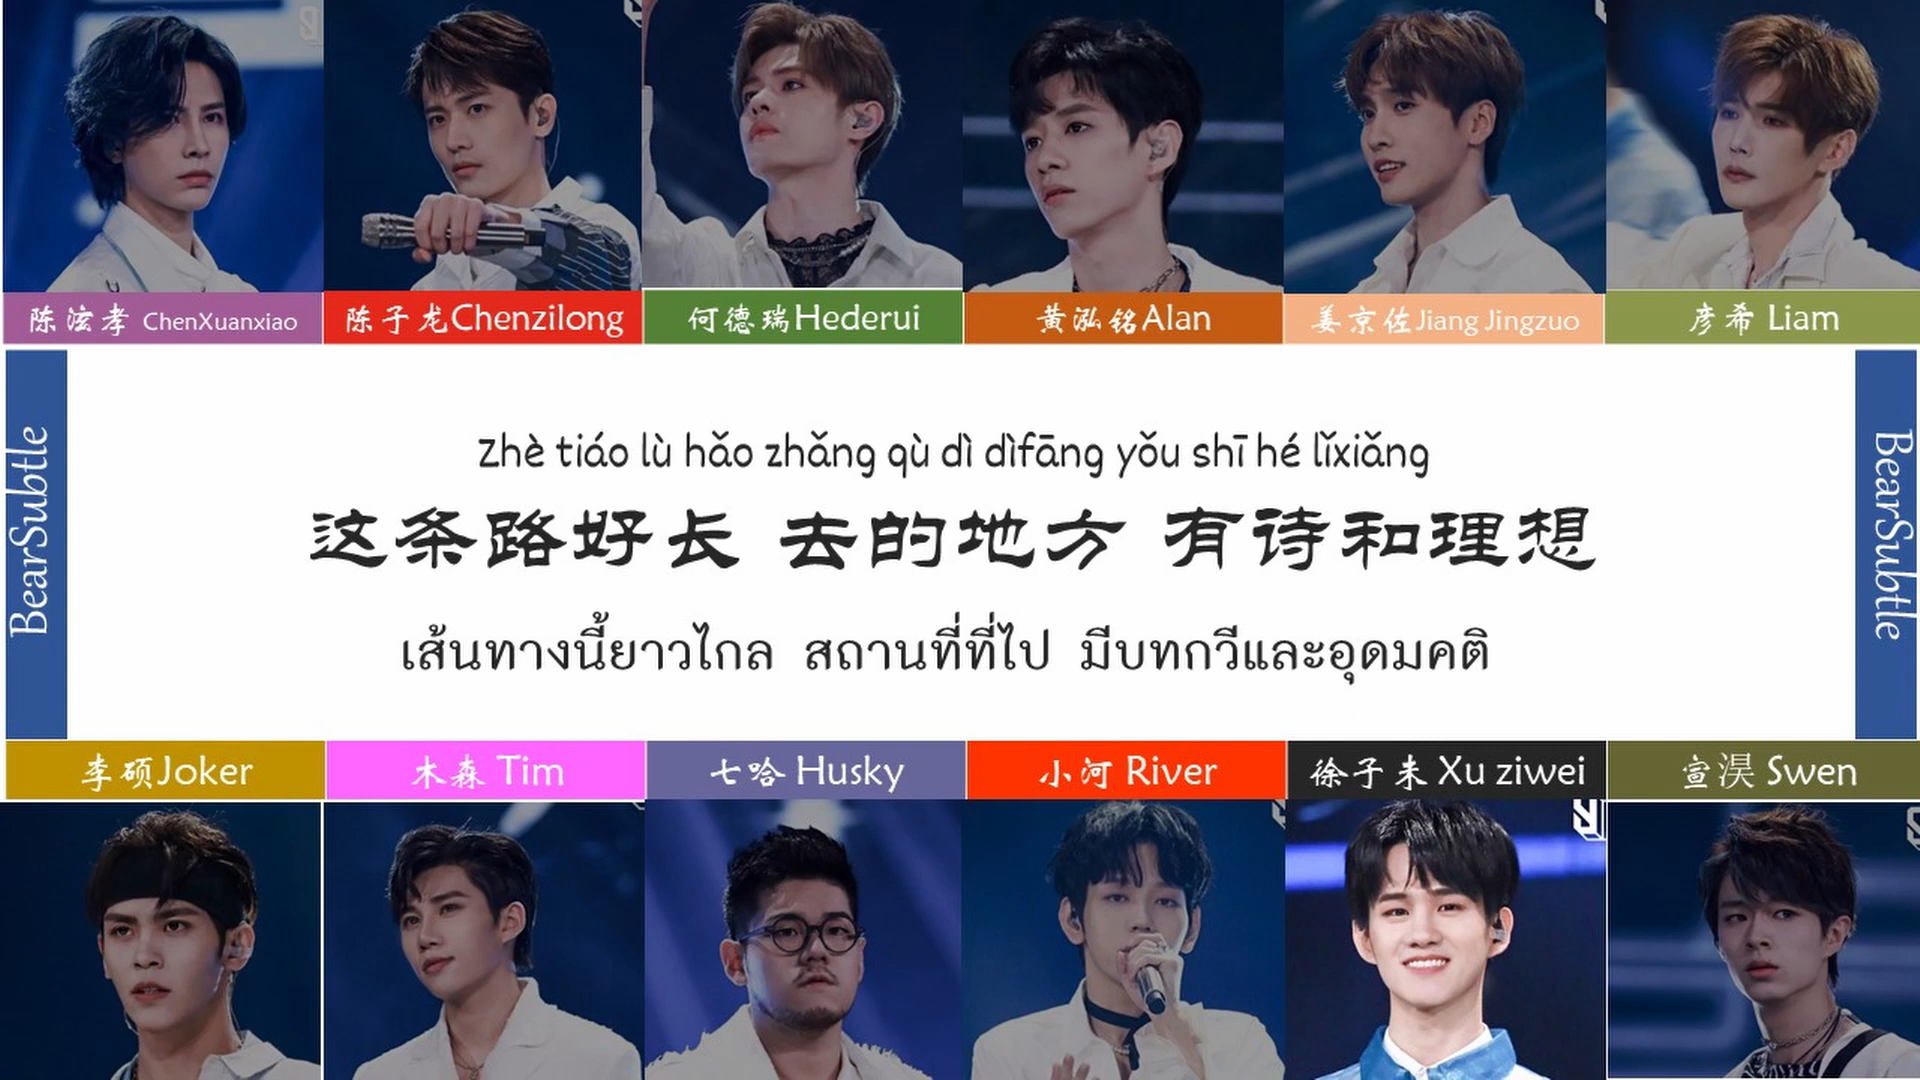 陈滋孝 ChenXuanxiao
陈子龙Chenzilong
何德瑞Hederui
黄泓铭Alan
姜京佐Jiang Jingzuo
彦希 Liam
BearSubtle
BearSubtle
Zhè tiáo lù hǎo zhǎng qù dì dìfāng yǒu shī hé lǐxiǎng
这条路好长 去的地方 有诗和理想
เส้นทางนี้ยาวไกล สถานที่ที่ไป มีบทกวีและอุดมคติ
李硕Joker
木森 Tim
七哈 Husky
小河 River
徐子未 Xu ziwei
宣淏 Swen